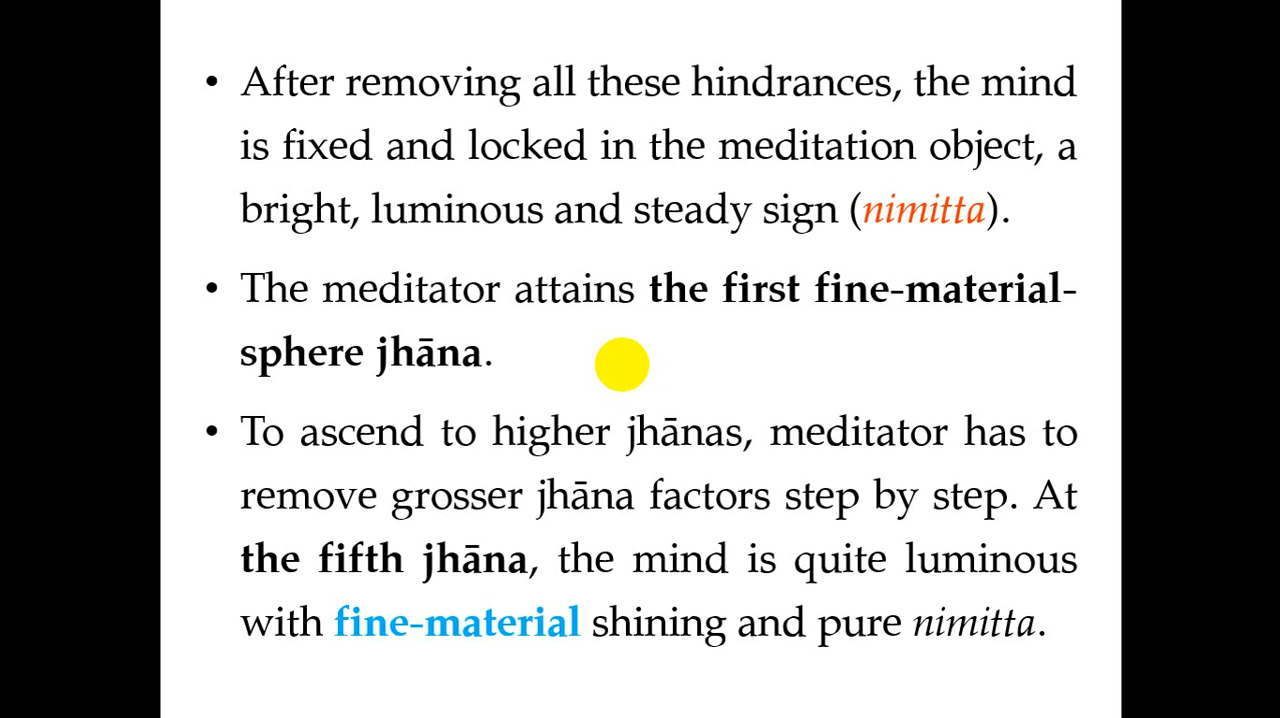 • After removing all these hindrances, the mind
is fixed and locked in the meditation object, a
bright, luminous and steady sign (nimitta).
• The meditator attains the first fine-material-
sphere jhāna.
• To ascend to higher jhānas, meditator has to
remove grosser jhāna factors step by step. At
the fifth jhāna, the mind is quite luminous
with fine-material shining and pure nimitta.